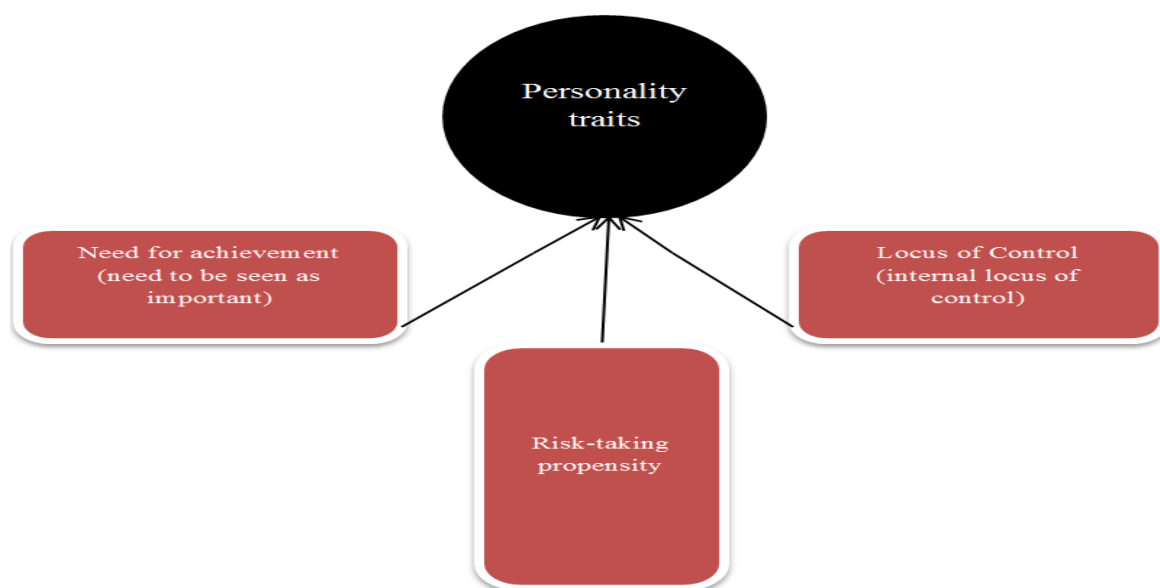 Personality
traits
Need for achievement
(need to be seen as
important)
Locus of Control
(internal locus of
control)
Risk-taking
propensity